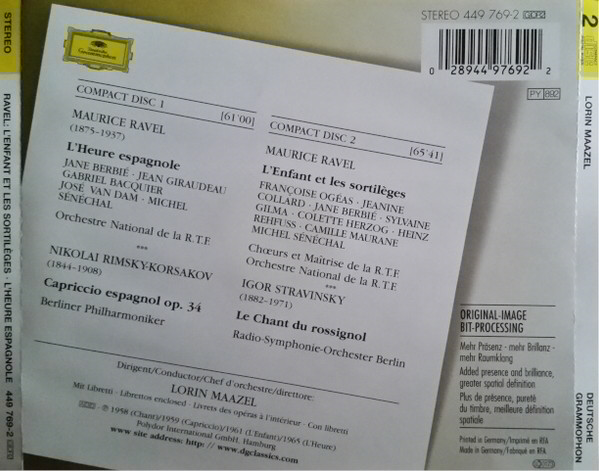 STEREO
RAVEL: L'ENFANT ET LES SORTILÈGES · L'HEURE ESPAGNOLE 449 769-2
Deutsche
Grammophon
STEREO 449 769-2
0 28944 97692 2
PY 892
COMPACT DISC 1 [61'00]
MAURICE RAVEL
(1875-1937)
L'Heure espagnole
JANE BERBIÉ · JEAN GIRAUDEAU
GABRIEL BACQUIER
JOSÉ VAN DAM · MICHEL
SÉNÉCHAL
Orchestre National de la R.T.F.
***
NIKOLAI RIMSKY-KORSAKOV
(1844-1908)
Capriccio espagnol op. 34
Berliner Philharmoniker
COMPACT DISC 2 [65'41]
MAURICE RAVEL
L'Enfant et les sortilèges
FRANÇOISE OGÉAS · JEANINE
COLLARD · JANE BERBIÉ · SYLVAINE
GILMA · COLETTE HERZOG · HEINZ
REHFUSS · CAMILLE MAURANE
MICHEL SÉNÉCHAL
Chœurs et Maîtrise de la R.T.F.
Orchestre National de la R.T.F.
***
IGOR STRAVINSKY
(1882-1971)
Le Chant du rossignol
Radio-Symphonie-Orchester Berlin
Dirigent/Conductor/Chef d'orchestre/direttore:
LORIN MAAZEL
Mit Libretti · Librettos enclosed · Livrets des opéras à l'intérieur · Con libretti
℗ 1958 (Chant)/1959 (Capriccio)/1961 (L'Enfant)/1965 (L'Heure)
Polydor International GmbH, Hamburg
www site address: http://www.dgclassics.com
ORIGINAL-IMAGE
BIT-PROCESSING
Mehr Präsenz - mehr Brillanz -
mehr Raumklang
Added presence and brilliance,
greater spatial definition
Plus de présence, pureté
du timbre, meilleure définition
spatiale
Printed in Germany/Imprimé en RFA
Made in Germany/Fabriqué en RFA
2
LORIN MAAZEL
DEUTSCHE
GRAMMOPHON